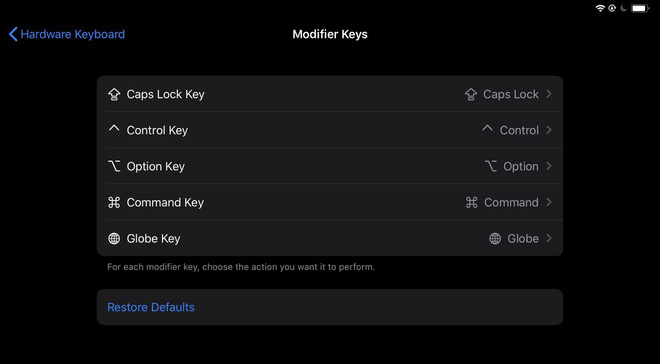 Hardware Keyboard
Modifier Keys
Caps Lock Key Caps Lock
Control Key Control
Option Key Option
Command Key Command
Globe Key Globe
For each modifier key, choose the action you want it to perform.
Restore Defaults